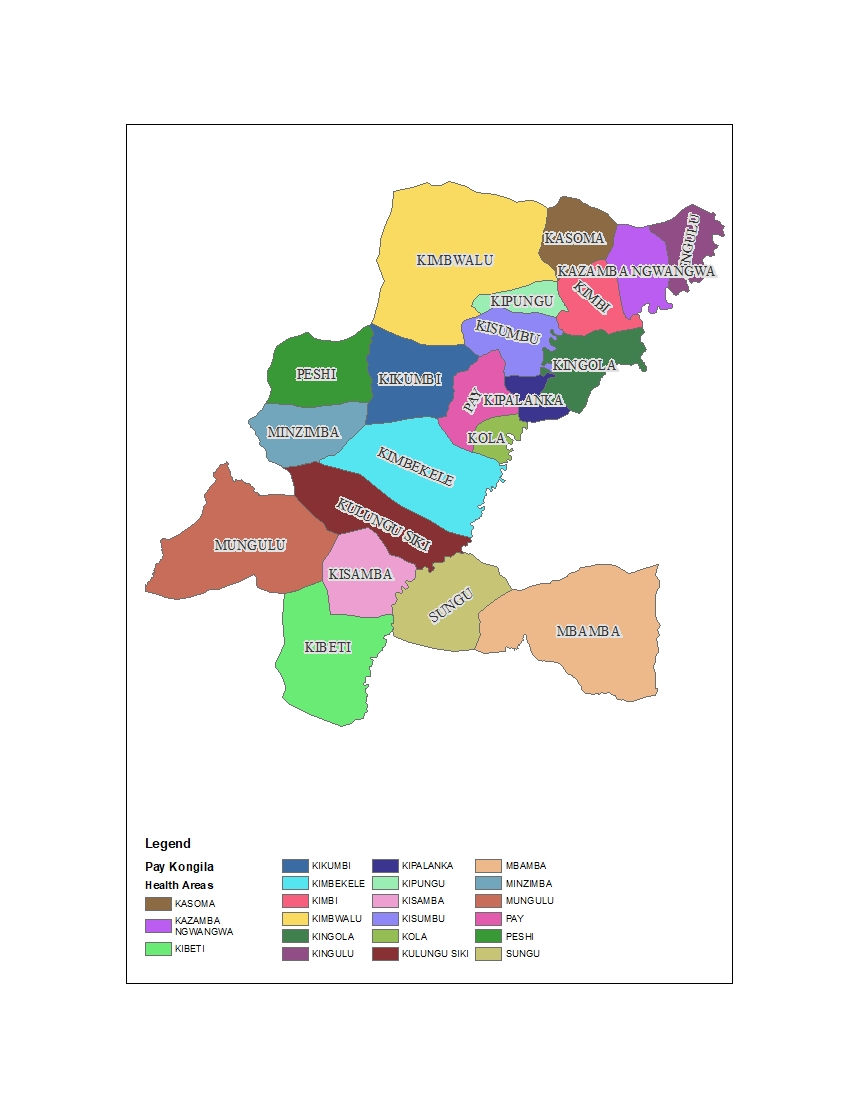 KIMBWALU
KASOMA
NGULU
KAZAMBA NGWANGWA
KIPUNGU
KIMBI
KISUMBU
PESHI
KIKUMBI
KINGOLA
PAY
KIPALANKA
MINZIMBA
KOLA
KIMBEKELE
KULUNGU SIKI
MUNGULU
KISAMBA
SUNGU
MBAMBA
KIBETI
Legend
Pay Kongila
Health Areas
KASOMA
KAZAMBA
NGWANGWA
KIBETI
KIKUMBI
KIMBEKELE
KIMBI
KIMBWALU
KINGOLA
KINGULU
KIPALANKA
KIPUNGU
KISAMBA
KISUMBU
KOLA
KULUNGU SIKI
MBAMBA
MINZIMBA
MUNGULU
PAY
PESHI
SUNGU